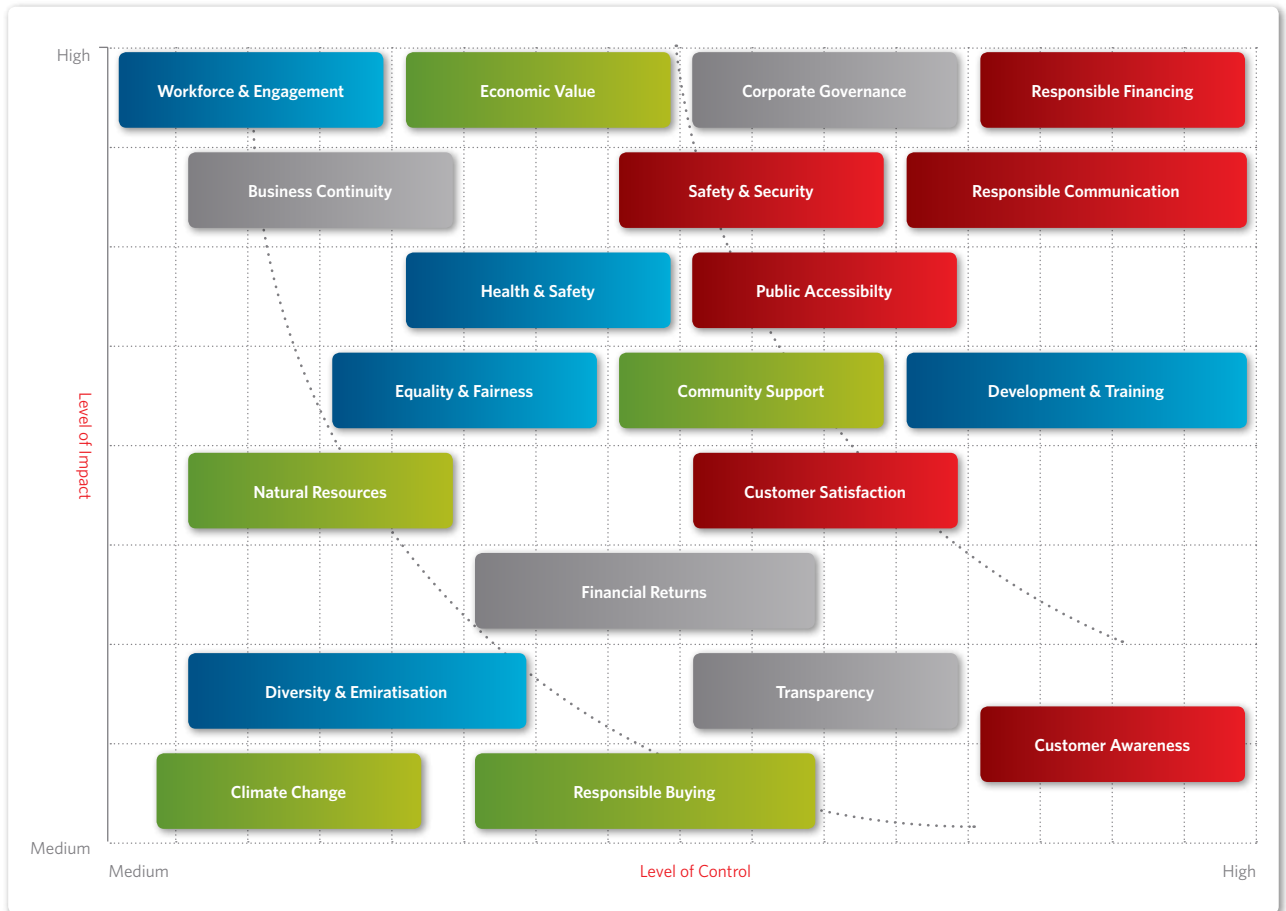 High
Workforce & Engagement
Economic Value
Corporate Governance
Responsible Financing
Business Continuity
Safety & Security
Responsible Communication
Health & Safety
Public Accessibilty
Level of Impact
Equality & Fairness
Community Support
Development & Training
Natural Resources
Customer Satisfaction
Financial Returns
Diversity & Emiratisation
Transparency
Customer Awareness
Climate Change
Responsible Buying
Medium
Medium
Level of Control
High